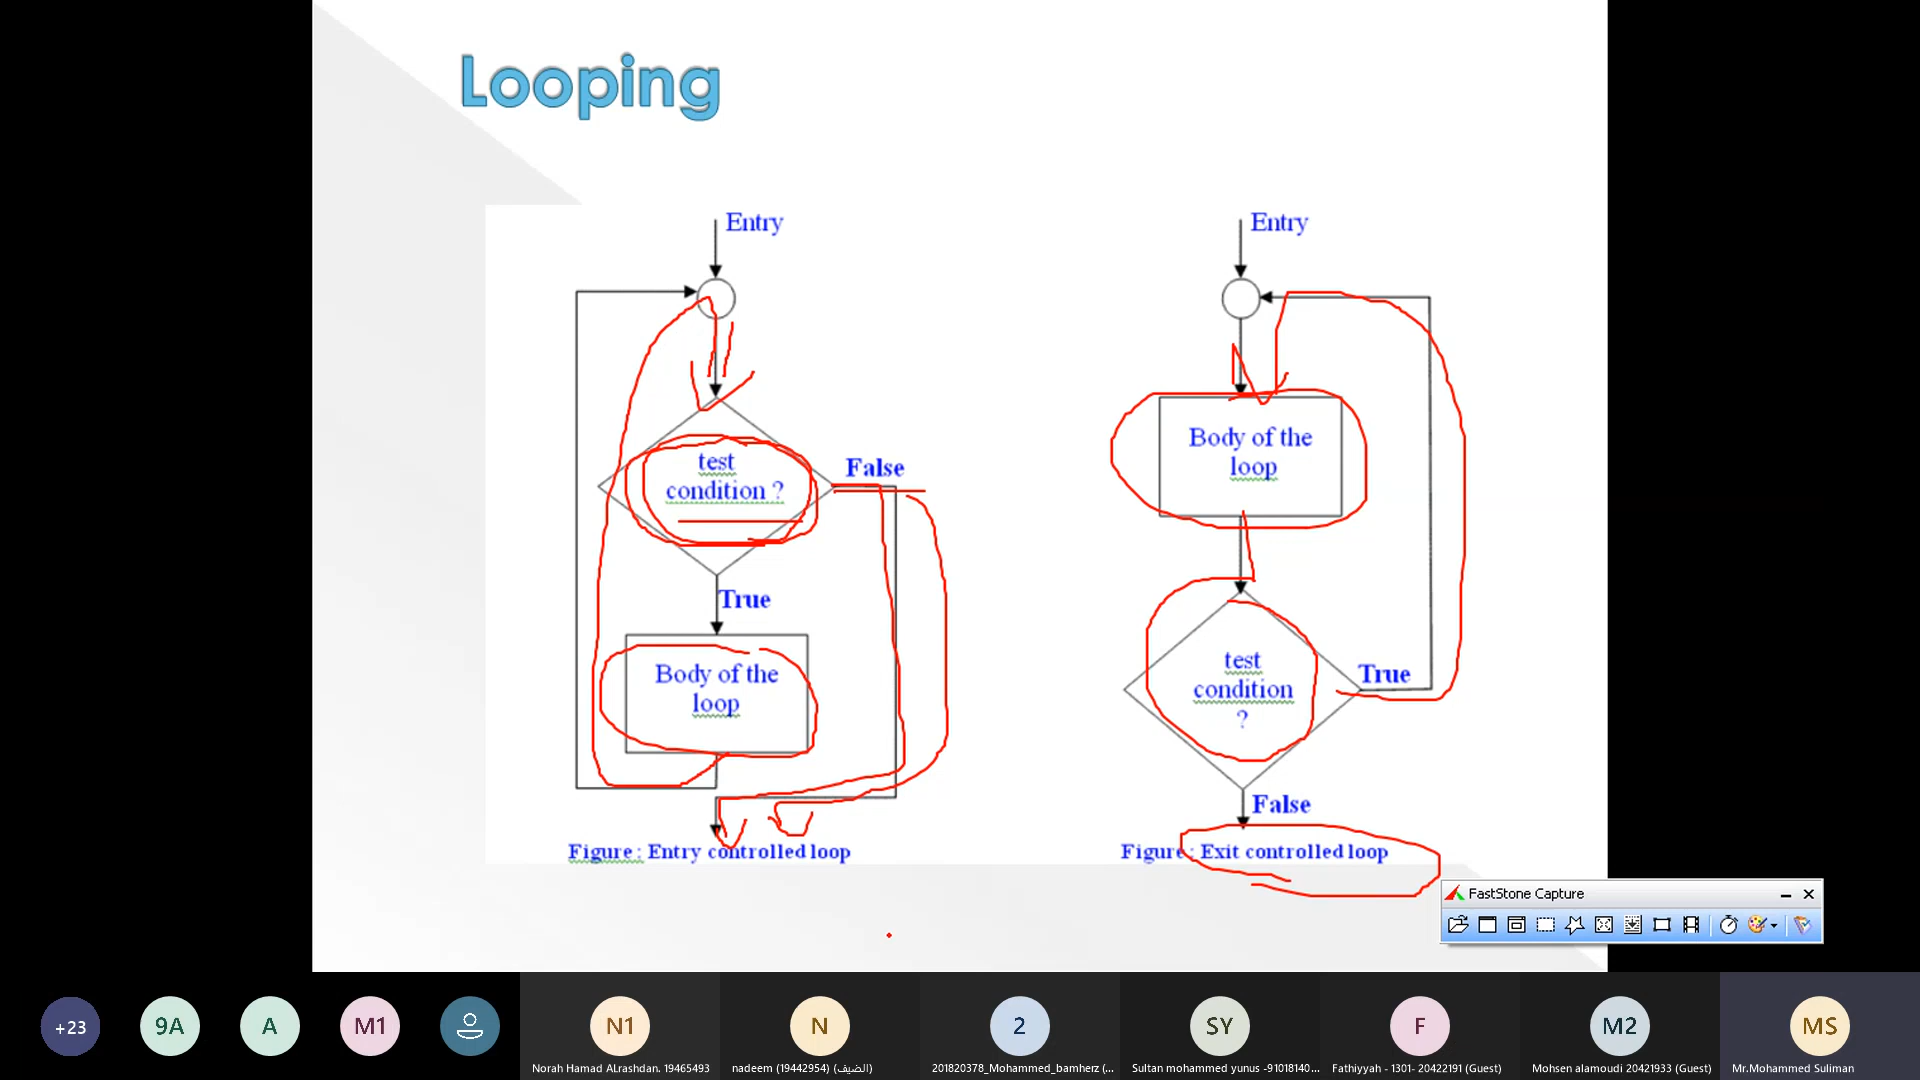 Looping
Entry
test
condition ?
False
True
Body of the
loop
Figure : Entry controlled loop
Entry
Body of the
loop
test
condition
?
True
False
Figure : Exit controlled loop
FastStone Capture
+23
9A
A
M1
N1
Norah Hamad ALrashdan. 19465493
N
nadeem (19442954) (الضيف)
2
201820378_Mohammed_bamherz (...
SY
Sultan mohammed yunus -91018140...
F
Fathiyyah - 1301- 20422191 (Guest)
M2
Mohsen alamoudi 20421933 (Guest)
MS
Mr.Mohammed Suliman